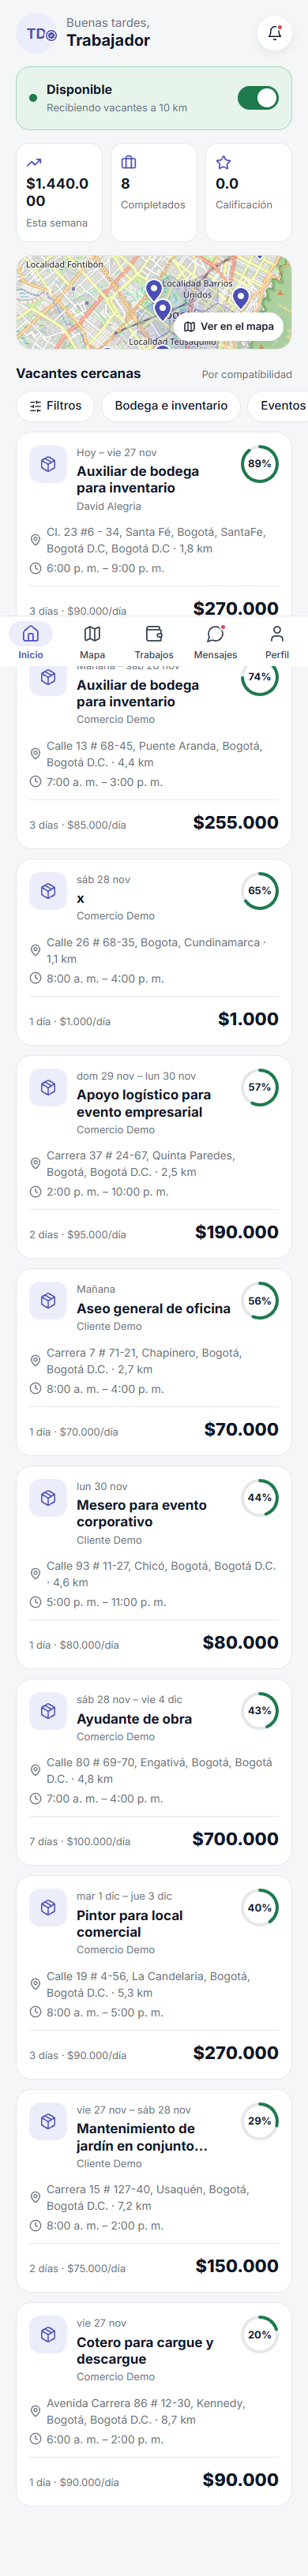 TD
Buenas tardes,
Trabajador
Disponible
Recibiendo vacantes a 10 km
$1.440.0
00
Esta semana
8
Completados
0.0
Calificación
Localidad Fontibón
Localidad Barrios
Unidos
Localidad Teusaquillo
Ver en el mapa
Vacantes cercanas
Por compatibilidad
Filtros
Bodega e inventario
Eventos
Hoy – vie 27 nov
89%
Auxiliar de bodega
para inventario
David Alegria
Cl. 23 #6 - 34, Santa Fé, Bogotá, SantaFe,
Bogotá D.C, Bogotá D.C · 1,8 km
6:00 p. m. – 9:00 p. m.
3 días · $90.000/día
$270.000
Inicio
Mapa
Trabajos
Mensajes
Perfil
Mañana – sáb 28 nov
74%
Auxiliar de bodega
para inventario
Comercio Demo
Calle 13 # 68-45, Puente Aranda, Bogotá,
Bogotá D.C. · 4,4 km
7:00 a. m. – 3:00 p. m.
3 días · $85.000/día
$255.000
sáb 28 nov
65%
x
Comercio Demo
Calle 26 # 68-35, Bogota, Cundinamarca ·
1,1 km
8:00 a. m. – 4:00 p. m.
1 día · $1.000/día
$1.000
dom 29 nov – lun 30 nov
57%
Apoyo logístico para
evento empresarial
Comercio Demo
Carrera 37 # 24-67, Quinta Paredes,
Bogotá, Bogotá D.C. · 2,5 km
2:00 p. m. – 10:00 p. m.
2 días · $95.000/día
$190.000
Mañana
56%
Aseo general de oficina
Cliente Demo
Carrera 7 # 71-21, Chapinero, Bogotá,
Bogotá D.C. · 2,7 km
8:00 a. m. – 4:00 p. m.
1 día · $70.000/día
$70.000
lun 30 nov
44%
Mesero para evento
corporativo
Cliente Demo
Calle 93 # 11-27, Chicó, Bogotá, Bogotá D.C.
· 4,6 km
5:00 p. m. – 11:00 p. m.
1 día · $80.000/día
$80.000
sáb 28 nov – vie 4 dic
43%
Ayudante de obra
Comercio Demo
Calle 80 # 69-70, Engativá, Bogotá, Bogotá
D.C. · 4,8 km
7:00 a. m. – 4:00 p. m.
7 días · $100.000/día
$700.000
mar 1 dic – jue 3 dic
40%
Pintor para local
comercial
Comercio Demo
Calle 19 # 4-56, La Candelaria, Bogotá,
Bogotá D.C. · 5,3 km
8:00 a. m. – 5:00 p. m.
3 días · $90.000/día
$270.000
vie 27 nov – sáb 28 nov
29%
Mantenimiento de
jardín en conjunto...
Cliente Demo
Carrera 15 # 127-40, Usaquén, Bogotá,
Bogotá D.C. · 7,2 km
8:00 a. m. – 2:00 p. m.
2 días · $75.000/día
$150.000
vie 27 nov
20%
Cotero para cargue y
descargue
Comercio Demo
Avenida Carrera 86 # 12-30, Kennedy,
Bogotá, Bogotá D.C. · 8,7 km
6:00 a. m. – 2:00 p. m.
1 día · $90.000/día
$90.000